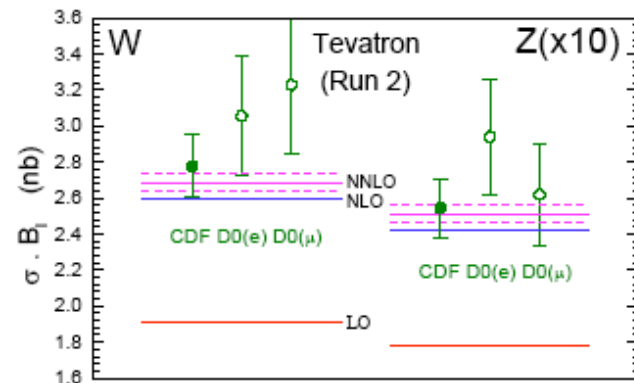 3.6
3.4
3.2
3.0
2.8
2.6
2.4
2.2
2.0
1.8
1.6
σ . Bl (nb)
W
Tevatron
(Run 2)
Z(x10)
NNLO
NLO
CDF D0(e) D0(μ)
CDF D0(e) D0(μ)
LO